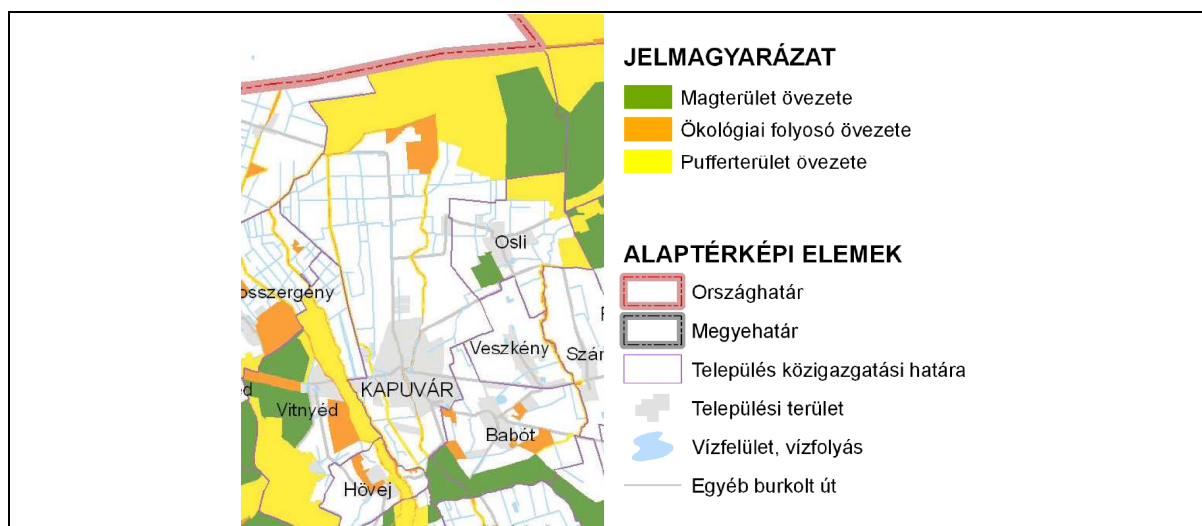 JELMAGYARÁZAT
Magterület övezete
Ökológiai folyosó övezete
Pufferterület övezete
ALAPTÉRKÉPI ELEMEK
Országhatár
Megyehatár
Település közigazgatási határa
Települési terület
Vízfelület, vízfolyás
Egyéb burkolt út
Osli
osszergény
Veszkény
Szár
KAPUVÁR
Vitnyéd
Babót
Hövej